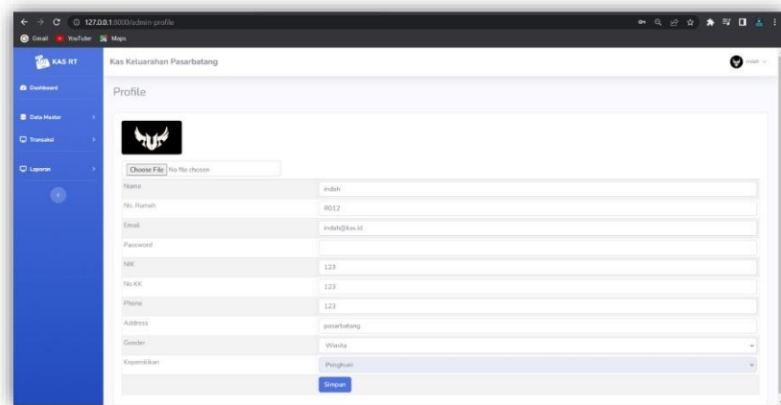 127.0.0.1:8000/admin-profile
Gmail YouTube Maps
KAS RT
Kas Keluarahan Pasarbatang
indah
Dashboard
Profile
Data Master
Transaksi
Laporan
Choose File No file chosen
Nama indah
No. Rumah R012
Email indah@kas.id
Password
NIK 123
No KK 123
Phone 123
Address pasarbatang
Gender Wanita
Kepemilikan Penghuni
Simpan